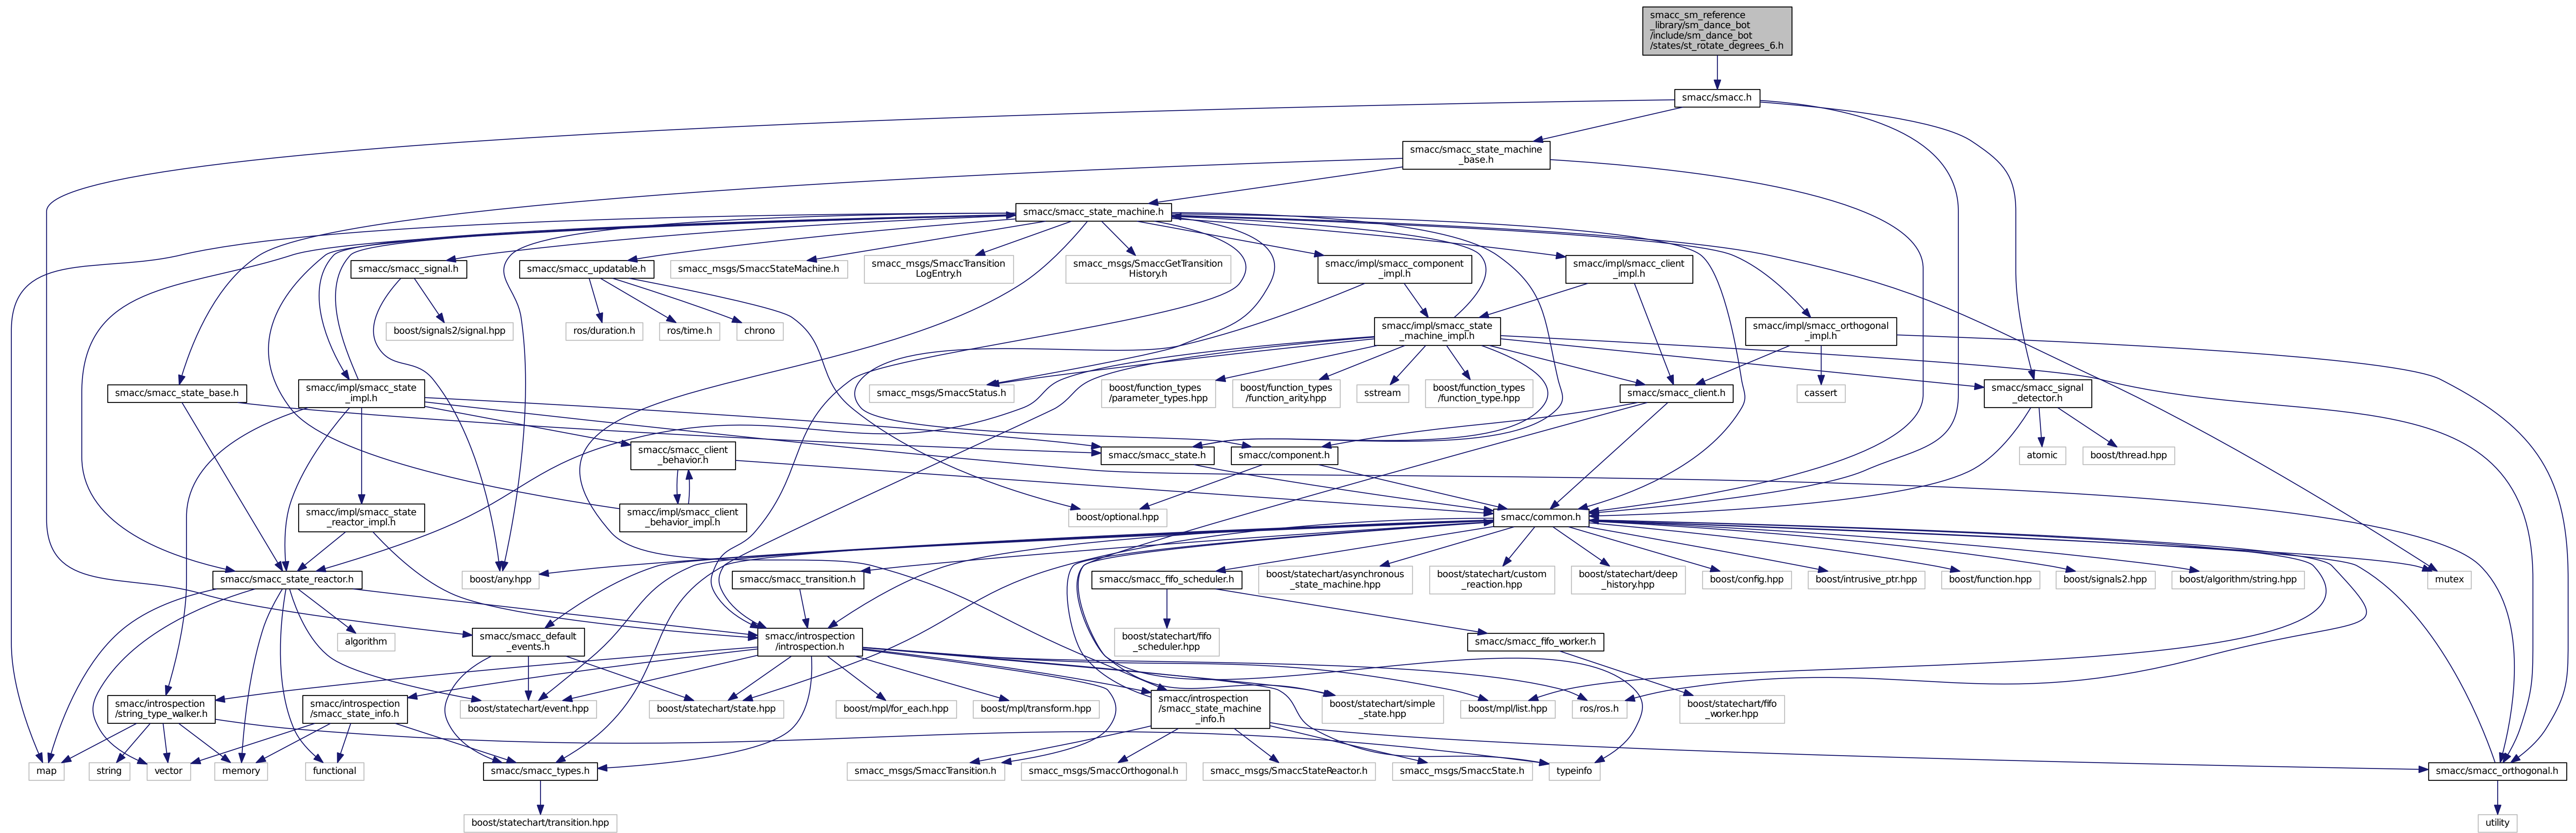 smacc_sm_reference
_library/sm_dance_bot
/include/sm_dance_bot
/states/st_rotate_degrees_6.h
smacc/smacc.h
smacc/smacc_state_machine
_base.h
smacc/smacc_state_machine.h
smacc/smacc_signal.h
smacc/smacc_updatable.h
smacc_msgs/SmaccStateMachine.h
smacc_msgs/SmaccTransition
LogEntry.h
smacc_msgs/SmaccGetTransition
History.h
smacc/impl/smacc_component
_impl.h
smacc/impl/smacc_client
_impl.h
boost/signals2/signal.hpp
ros/duration.h
ros/time.h
chrono
smacc/impl/smacc_state
_machine_impl.h
smacc/impl/smacc_orthogonal
_impl.h
smacc/smacc_state_base.h
smacc/impl/smacc_state
_impl.h
smacc_msgs/SmaccStatus.h
boost/function_types
/parameter_types.hpp
boost/function_types
/function_arity.hpp
sstream
boost/function_types
/function_type.hpp
smacc/smacc_client.h
cassert
smacc/smacc_signal
_detector.h
smacc/smacc_client
_behavior.h
smacc/smacc_state.h
smacc/component.h
atomic
boost/thread.hpp
smacc/impl/smacc_state
_reactor_impl.h
smacc/impl/smacc_client
_behavior_impl.h
boost/optional.hpp
smacc/common.h
smacc/smacc_state_reactor.h
boost/any.hpp
smacc/smacc_transition.h
smacc/smacc_fifo_scheduler.h
boost/statechart/asynchronous
_state_machine.hpp
boost/statechart/custom
_reaction.hpp
boost/statechart/deep
_history.hpp
boost/config.hpp
boost/intrusive_ptr.hpp
boost/function.hpp
boost/signals2.hpp
boost/algorithm/string.hpp
mutex
algorithm
smacc/smacc_default
_events.h
smacc/introspection
/introspection.h
boost/statechart/fifo
_scheduler.hpp
smacc/smacc_fifo_worker.h
smacc/introspection
/string_type_walker.h
smacc/introspection
/smacc_state_info.h
boost/statechart/event.hpp
boost/statechart/state.hpp
boost/mpl/for_each.hpp
boost/mpl/transform.hpp
smacc/introspection
/smacc_state_machine
_info.h
boost/statechart/simple
_state.hpp
boost/mpl/list.hpp
ros/ros.h
boost/statechart/fifo
_worker.hpp
map
string
vector
memory
functional
smacc/smacc_types.h
smacc_msgs/SmaccTransition.h
smacc_msgs/SmaccOrthogonal.h
smacc_msgs/SmaccStateReactor.h
smacc_msgs/SmaccState.h
typeinfo
smacc/smacc_orthogonal.h
boost/statechart/transition.hpp
utility